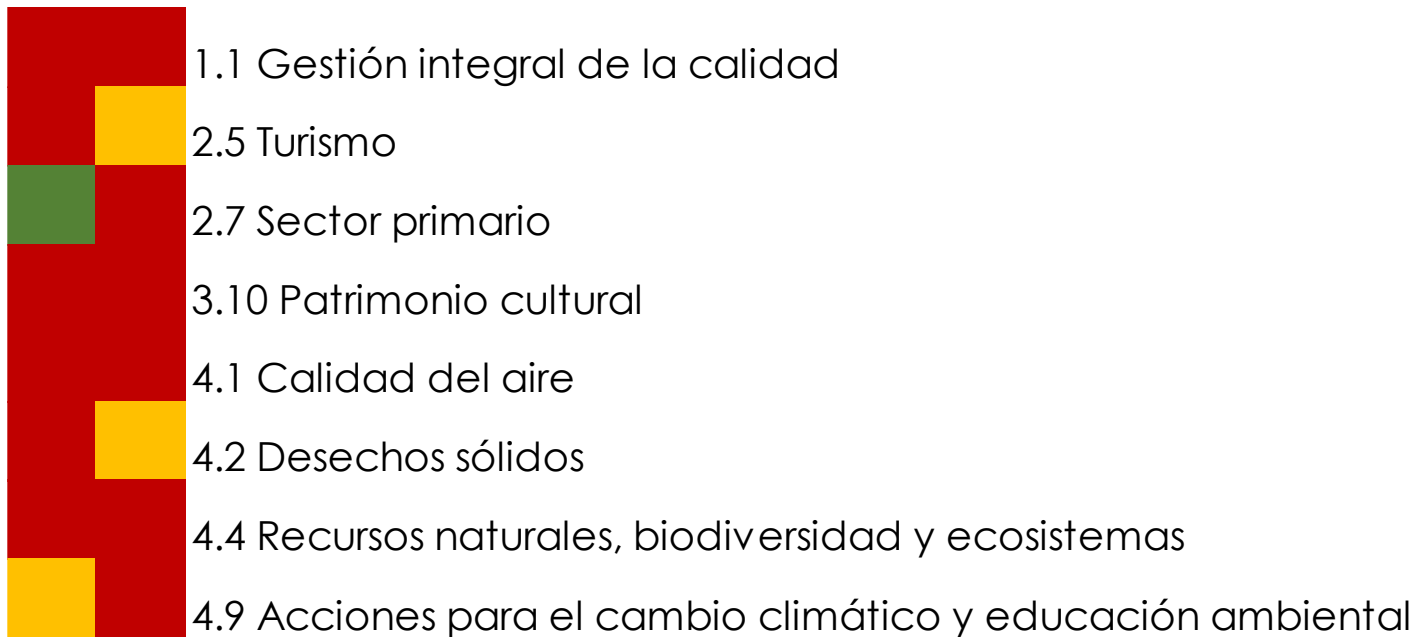 1.1 Gestión integral de la calidad
2.5 Turismo
2.7 Sector primario
3.10 Patrimonio cultural
4.1 Calidad del aire
4.2 Desechos sólidos
4.4 Recursos naturales, biodiversidad y ecosistemas
4.9 Acciones para el cambio climático y educación ambiental